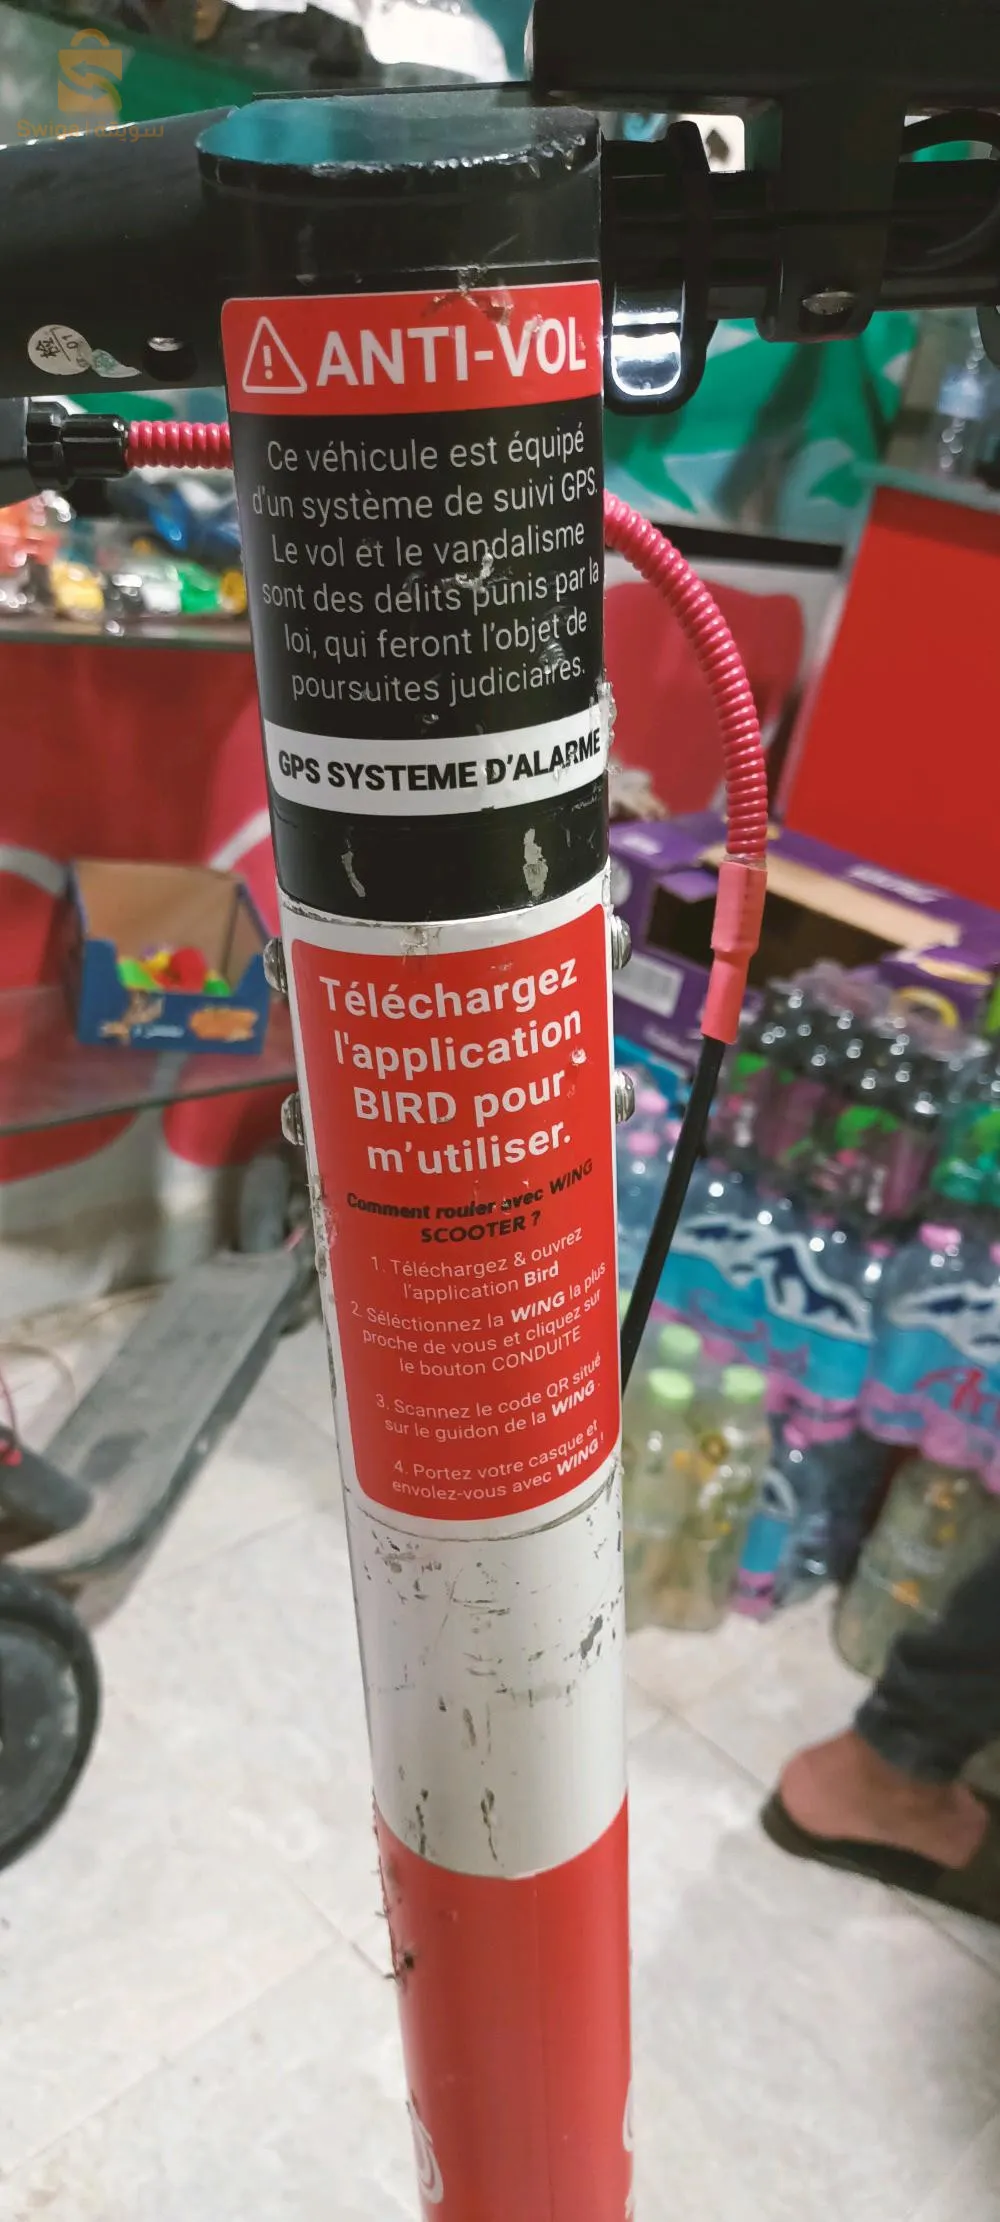 Swiqa سويقة
ANTI-VOL
Ce véhicule est équipé
d'un système de suivi GPS.
Le vol et le vandalisme
sont des délits punis par la
loi, qui feront l'objet de
poursuites judiciaires.
GPS SYSTEME D'ALARME
Téléchargez
l'application
BIRD pour
m'utiliser.
Comment rouler avec WING
SCOOTER ?
1. Téléchargez & ouvrez
l'application Bird
2. Séléctionnez la WING la plus
proche de vous et cliquez sur
le bouton CONDUITE
3. Scannez le code QR situé
sur le guidon de la WING.
4. Portez votre casque et
envolez-vous avec WING !